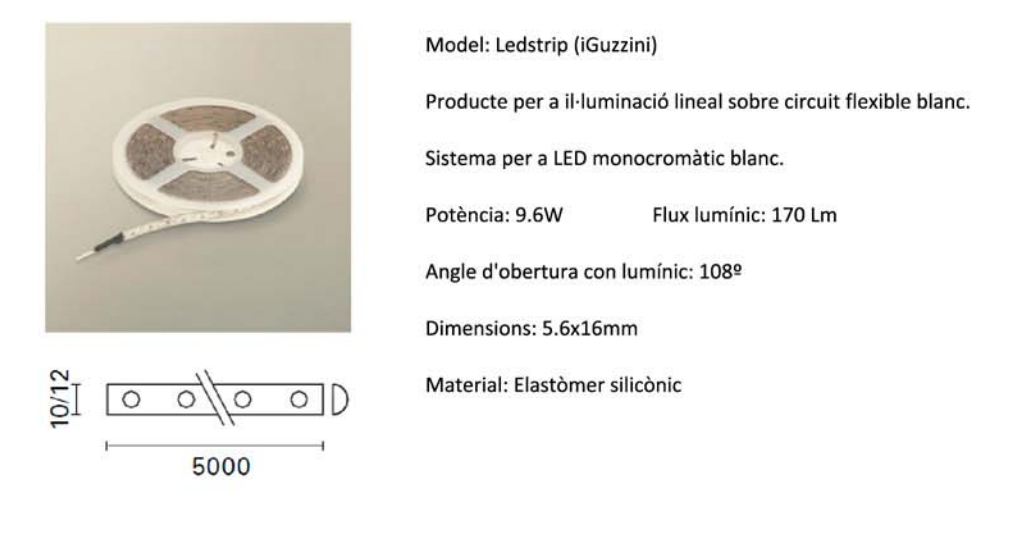 Model: Ledstrip (iGuzzini)
Producte per a il·luminació lineal sobre circuit flexible blanc.
Sistema per a LED monocromàtic blanc.
Potència: 9.6W Flux lumínic: 170 Lm
Angle d'obertura con lumínic: 108º
Dimensions: 5.6x16mm
Material: Elastòmer silicònic
10/12
5000